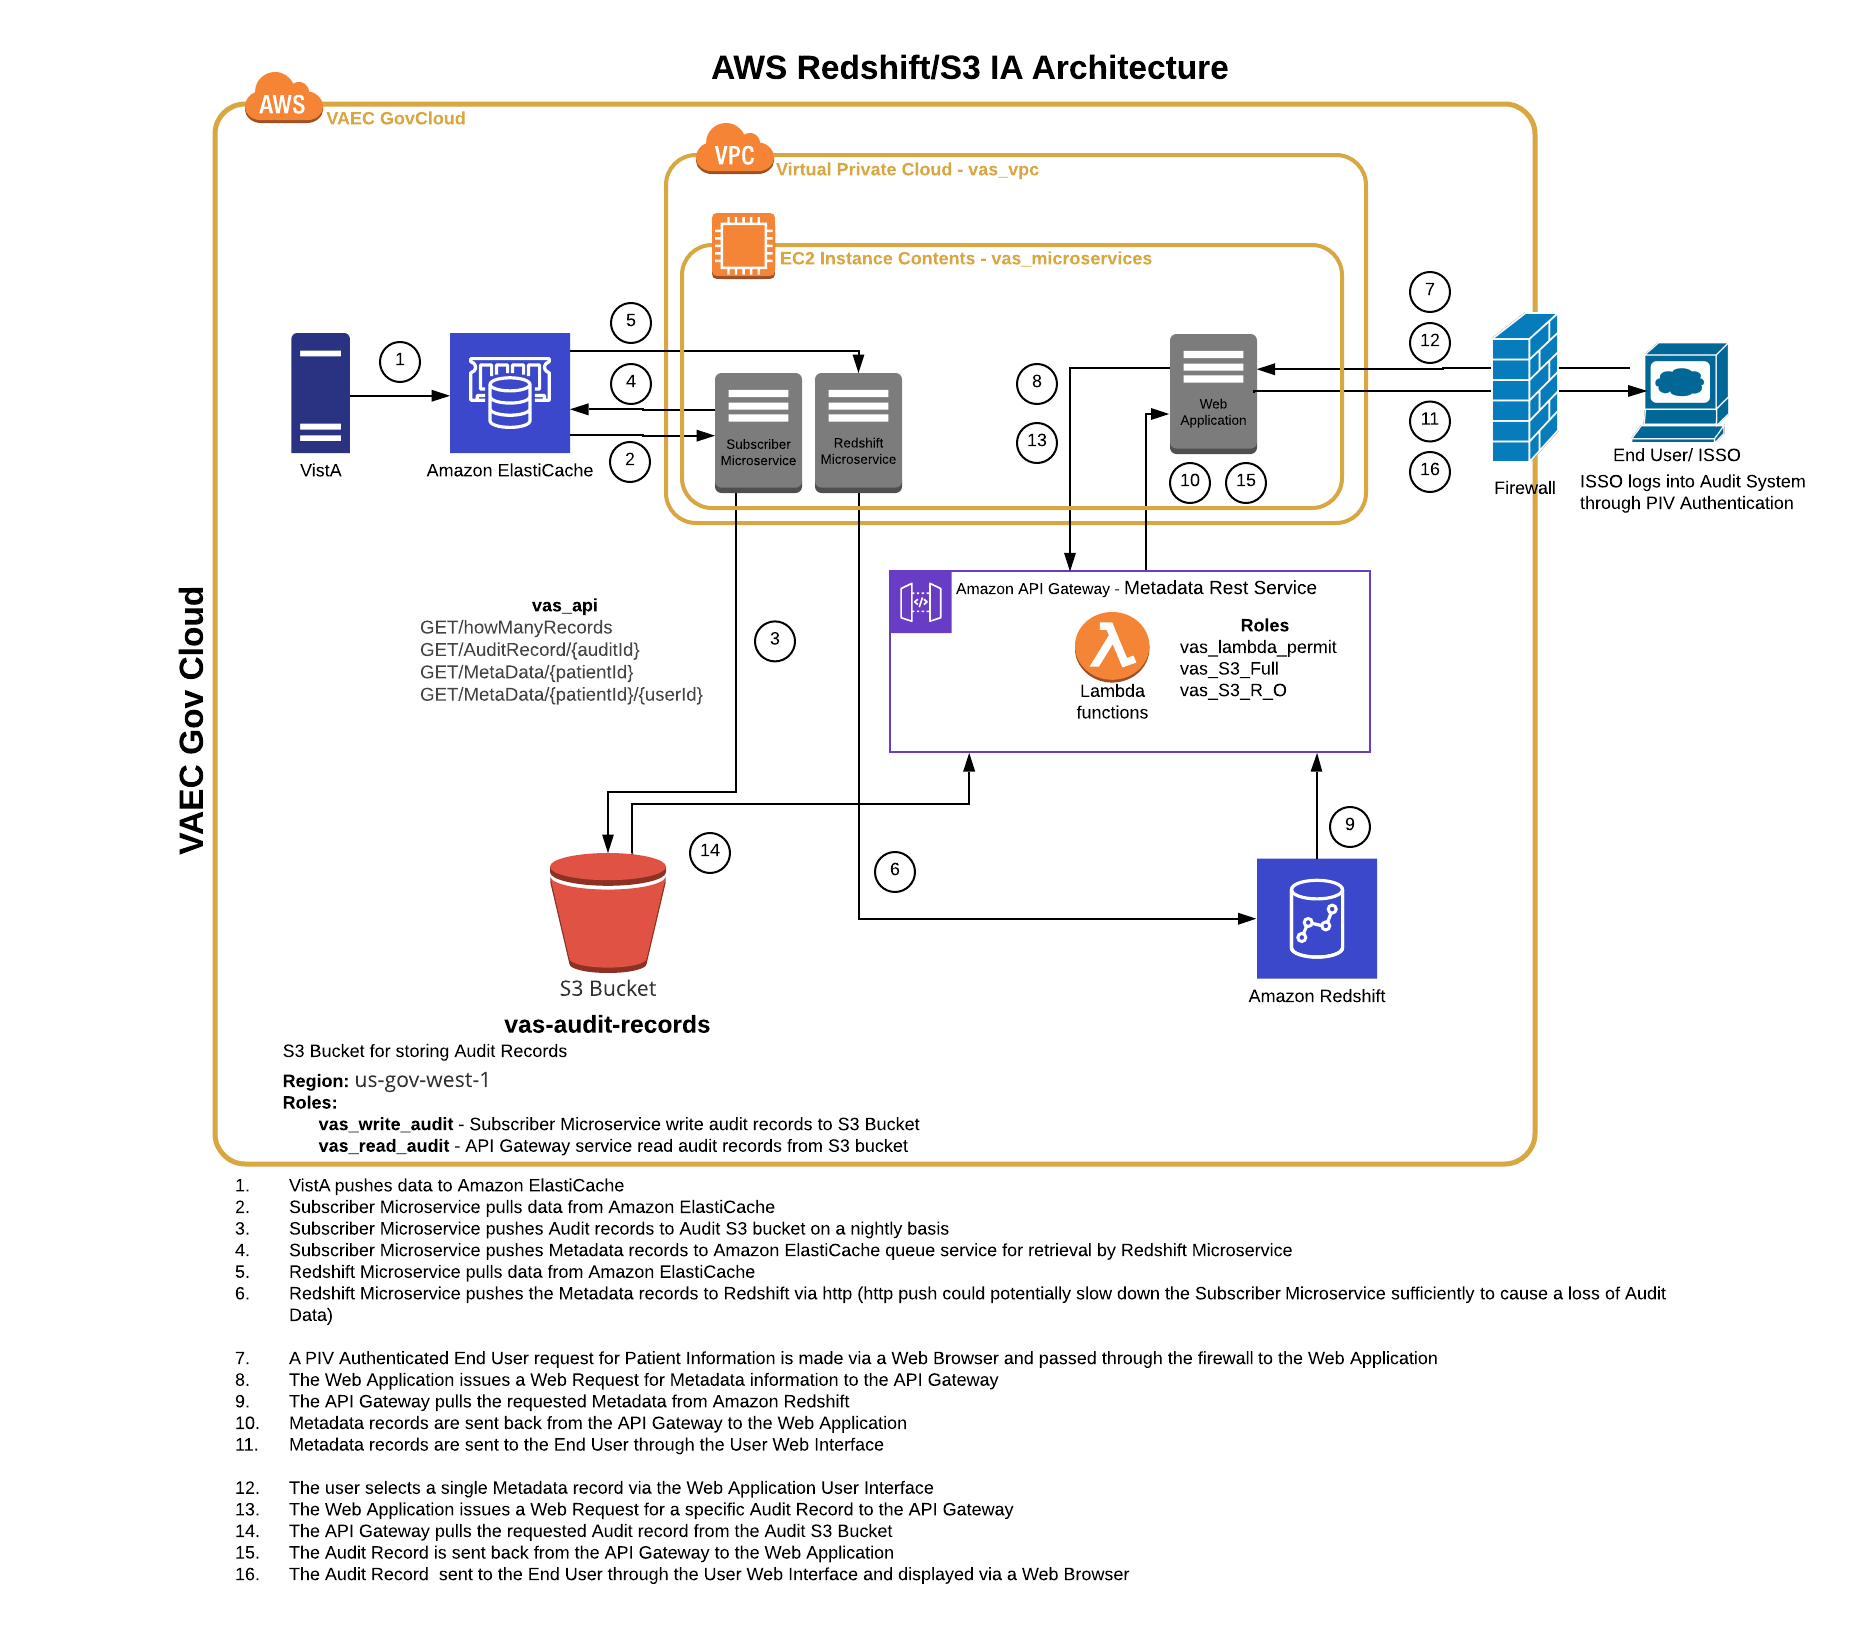 AWS Redshift/S3 IA Architecture
AWS
VAEC GovCloud
VPC
Virtual Private Cloud - vas_vpc
EC2 Instance Contents - vas_microservices
7
5
12
1
4
8
Web
Application
11
13
Subscriber
Microservice
Redshift
Microservice
2
10
15
16
VistA
Amazon ElastiCache
Firewall
End User/ ISSO
ISSO logs into Audit System
through PIV Authentication
VAEC Gov Cloud
Amazon API Gateway - Metadata Rest Service
vas_api
GET/howManyRecords
GET/AuditRecord/{auditId}
GET/MetaData/{patientId}
GET/MetaData/{patientId}/{userId}
3
Lambda
functions
Roles
vas_lambda_permit
vas_S3_Full
vas_S3_R_O
9
14
6
S3 Bucket
Amazon Redshift
vas-audit-records
S3 Bucket for storing Audit Records
Region: us-gov-west-1
Roles:
vas_write_audit - Subscriber Microservice write audit records to S3 Bucket
vas_read_audit - API Gateway service read audit records from S3 bucket
1. VistA pushes data to Amazon ElastiCache
2. Subscriber Microservice pulls data from Amazon ElastiCache
3. Subscriber Microservice pushes Audit records to Audit S3 bucket on a nightly basis
4. Subscriber Microservice pushes Metadata records to Amazon ElastiCache queue service for retrieval by Redshift Microservice
5. Redshift Microservice pulls data from Amazon ElastiCache
6. Redshift Microservice pushes the Metadata records to Redshift via http (http push could potentially slow down the Subscriber Microservice sufficiently to cause a loss of Audit
Data)
7. A PIV Authenticated End User request for Patient Information is made via a Web Browser and passed through the firewall to the Web Application
8. The Web Application issues a Web Request for Metadata information to the API Gateway
9. The API Gateway pulls the requested Metadata from Amazon Redshift
10. Metadata records are sent back from the API Gateway to the Web Application
11. Metadata records are sent to the End User through the User Web Interface
12. The user selects a single Metadata record via the Web Application User Interface
13. The Web Application issues a Web Request for a specific Audit Record to the API Gateway
14. The API Gateway pulls the requested Audit record from the Audit S3 Bucket
15. The Audit Record is sent back from the API Gateway to the Web Application
16. The Audit Record  sent to the End User through the User Web Interface and displayed via a Web Browser